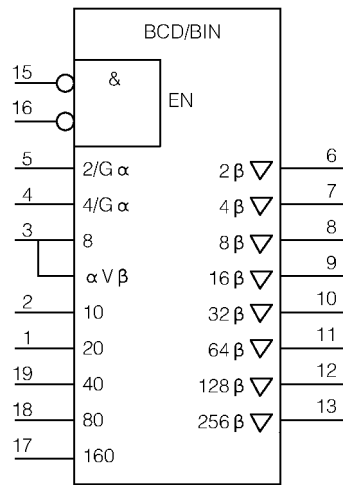 BCD/BIN
15
&
EN
16
5 2/G α 2 β 6
4 4/G α 4 β 7
3 8 8 β 8
α V β 16 β 9
2 10 32 β 10
1 20 64 β 11
19 40 128 β 12
18 80 256 β 13
17 160